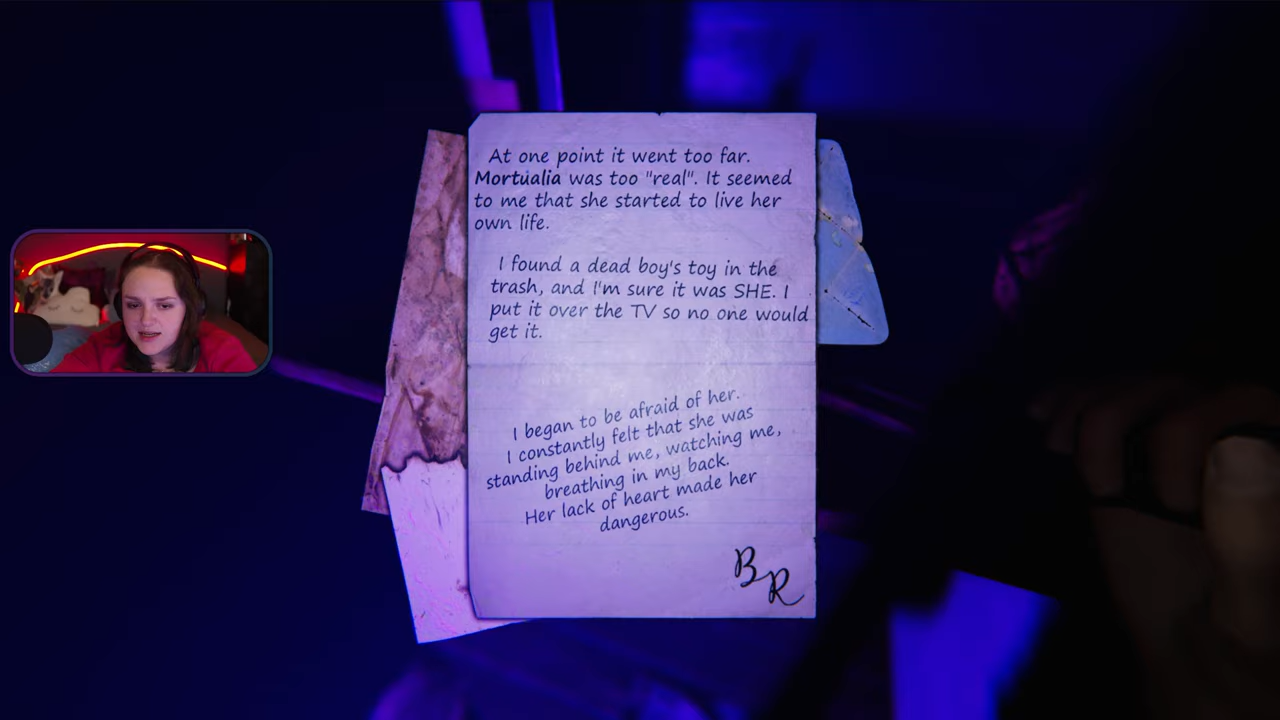 At one point it went too far.
Mortualia was too "real". It seemed
to me that she started to live her
own life.
I found a dead boy's toy in the
trash, and I'm sure it was SHE. I
put it over the TV so no one would
get it.
I began to be afraid of her.
I constantly felt that she was
standing behind me, watching me,
breathing in my back.
Her lack of heart made her
dangerous.
BR